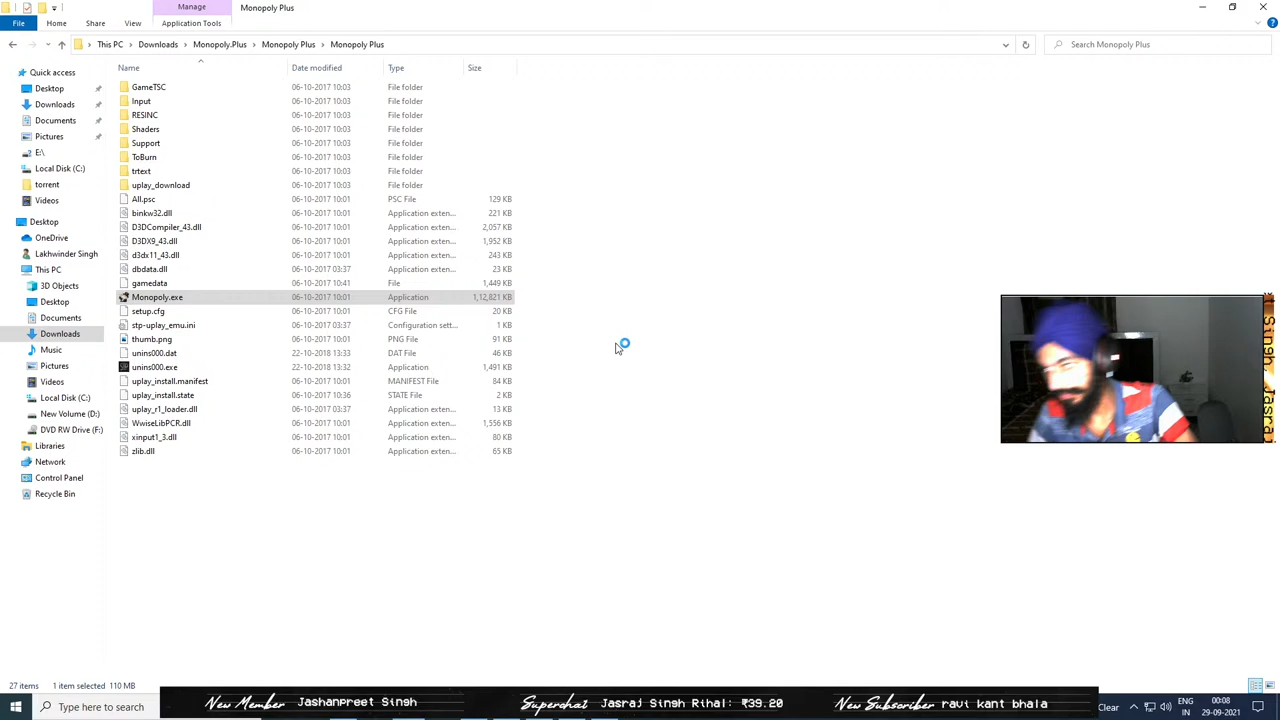 Manage
Monopoly Plus
File
Home
Share
View
Application Tools
This PC
Downloads
Monopoly.Plus
Monopoly Plus
Monopoly Plus
Search Monopoly Plus
Name
Date modified
Type
Size
Quick access
Desktop
Downloads
Documents
Pictures
E:\
Local Disk (C:)
torrent
Videos
Desktop
OneDrive
Lakhwinder Singh
This PC
3D Objects
Desktop
Documents
Downloads
Music
Pictures
Videos
Local Disk (C:)
New Volume (D:)
DVD RW Drive (F:)
Libraries
Network
Control Panel
Recycle Bin
GameTSC 06-10-2017 10:03 File folder
Input 06-10-2017 10:03 File folder
RESINC 06-10-2017 10:03 File folder
Shaders 06-10-2017 10:03 File folder
Support 06-10-2017 10:03 File folder
ToBurn 06-10-2017 10:03 File folder
trtext 06-10-2017 10:03 File folder
uplay_download 06-10-2017 10:03 File folder
All.psc 06-10-2017 10:01 PSC File 129 KB
binkw32.dll 06-10-2017 10:01 Application exten... 221 KB
D3DCompiler_43.dll 06-10-2017 10:01 Application exten... 2,057 KB
D3DX9_43.dll 06-10-2017 10:01 Application exten... 1,952 KB
d3dx11_43.dll 06-10-2017 10:01 Application exten... 243 KB
dbdata.dll 06-10-2017 03:37 Application exten... 23 KB
gamedata 06-10-2017 10:41 File 1,449 KB
Monopoly.exe 06-10-2017 10:01 Application 1,12,821 KB
setup.cfg 06-10-2017 10:01 CFG File 20 KB
stp-uplay_emu.ini 06-10-2017 03:37 Configuration sett... 1 KB
thumb.png 06-10-2017 10:01 PNG File 91 KB
unins000.dat 22-10-2018 13:33 DAT File 46 KB
unins000.exe 22-10-2018 13:32 Application 1,491 KB
uplay_install.manifest 06-10-2017 10:01 MANIFEST File 84 KB
uplay_install.state 06-10-2017 10:36 STATE File 2 KB
uplay_r1_loader.dll 06-10-2017 03:37 Application exten... 13 KB
WwiseLibPCR.dll 06-10-2017 10:01 Application exten... 1,556 KB
xinput1_3.dll 06-10-2017 10:01 Application exten... 80 KB
zlib.dll 06-10-2017 10:01 Application exten... 65 KB
27 items
1 item selected 110 MB
Type here to search
New Member Jashanpreet Singh
Superchat Jasraj Singh Rihal: ₹39.20
New Subscriber ravi kant bhala
Clear
ENG
IN
00:08
29-09-2021